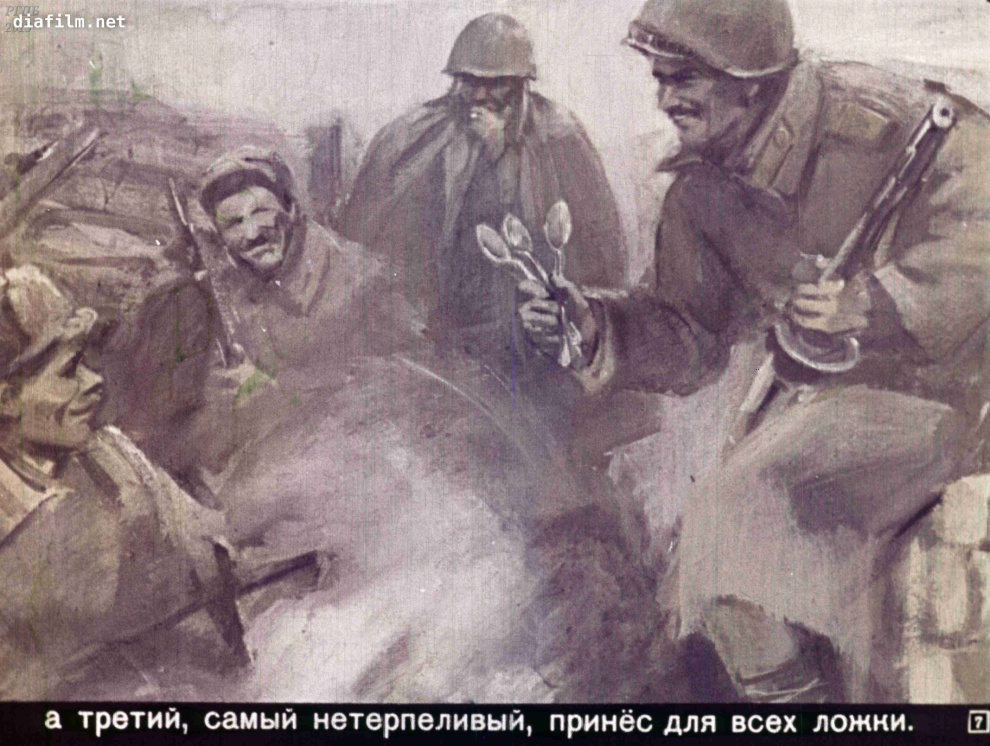 diafilm.net
а третий, самый нетерпеливый, принёс для всех ложки.
7